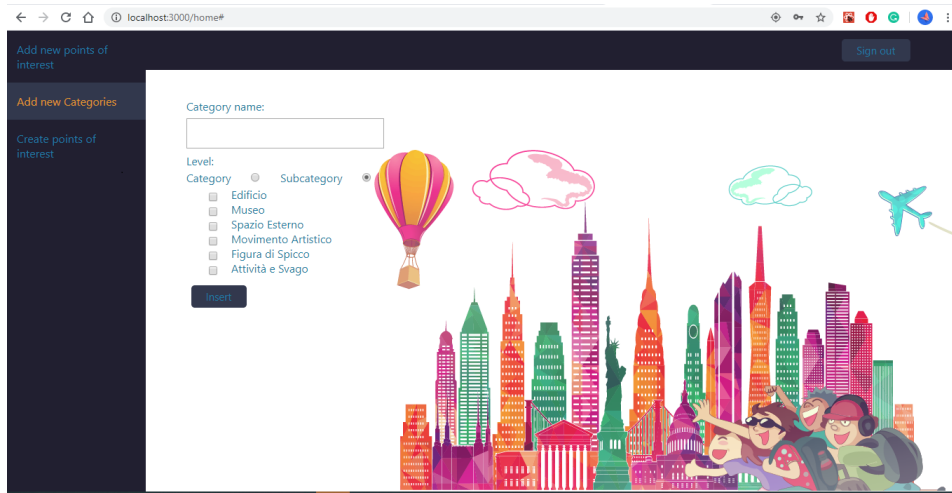 localhost:3000/home#
Add new points of
interest
Sign out
Add new Categories
Create points of
interest
Category name:
Level:
Category Subcategory
Edificio
Museo
Spazio Esterno
Movimento Artistico
Figura di Spicco
Attività e Svago
Insert